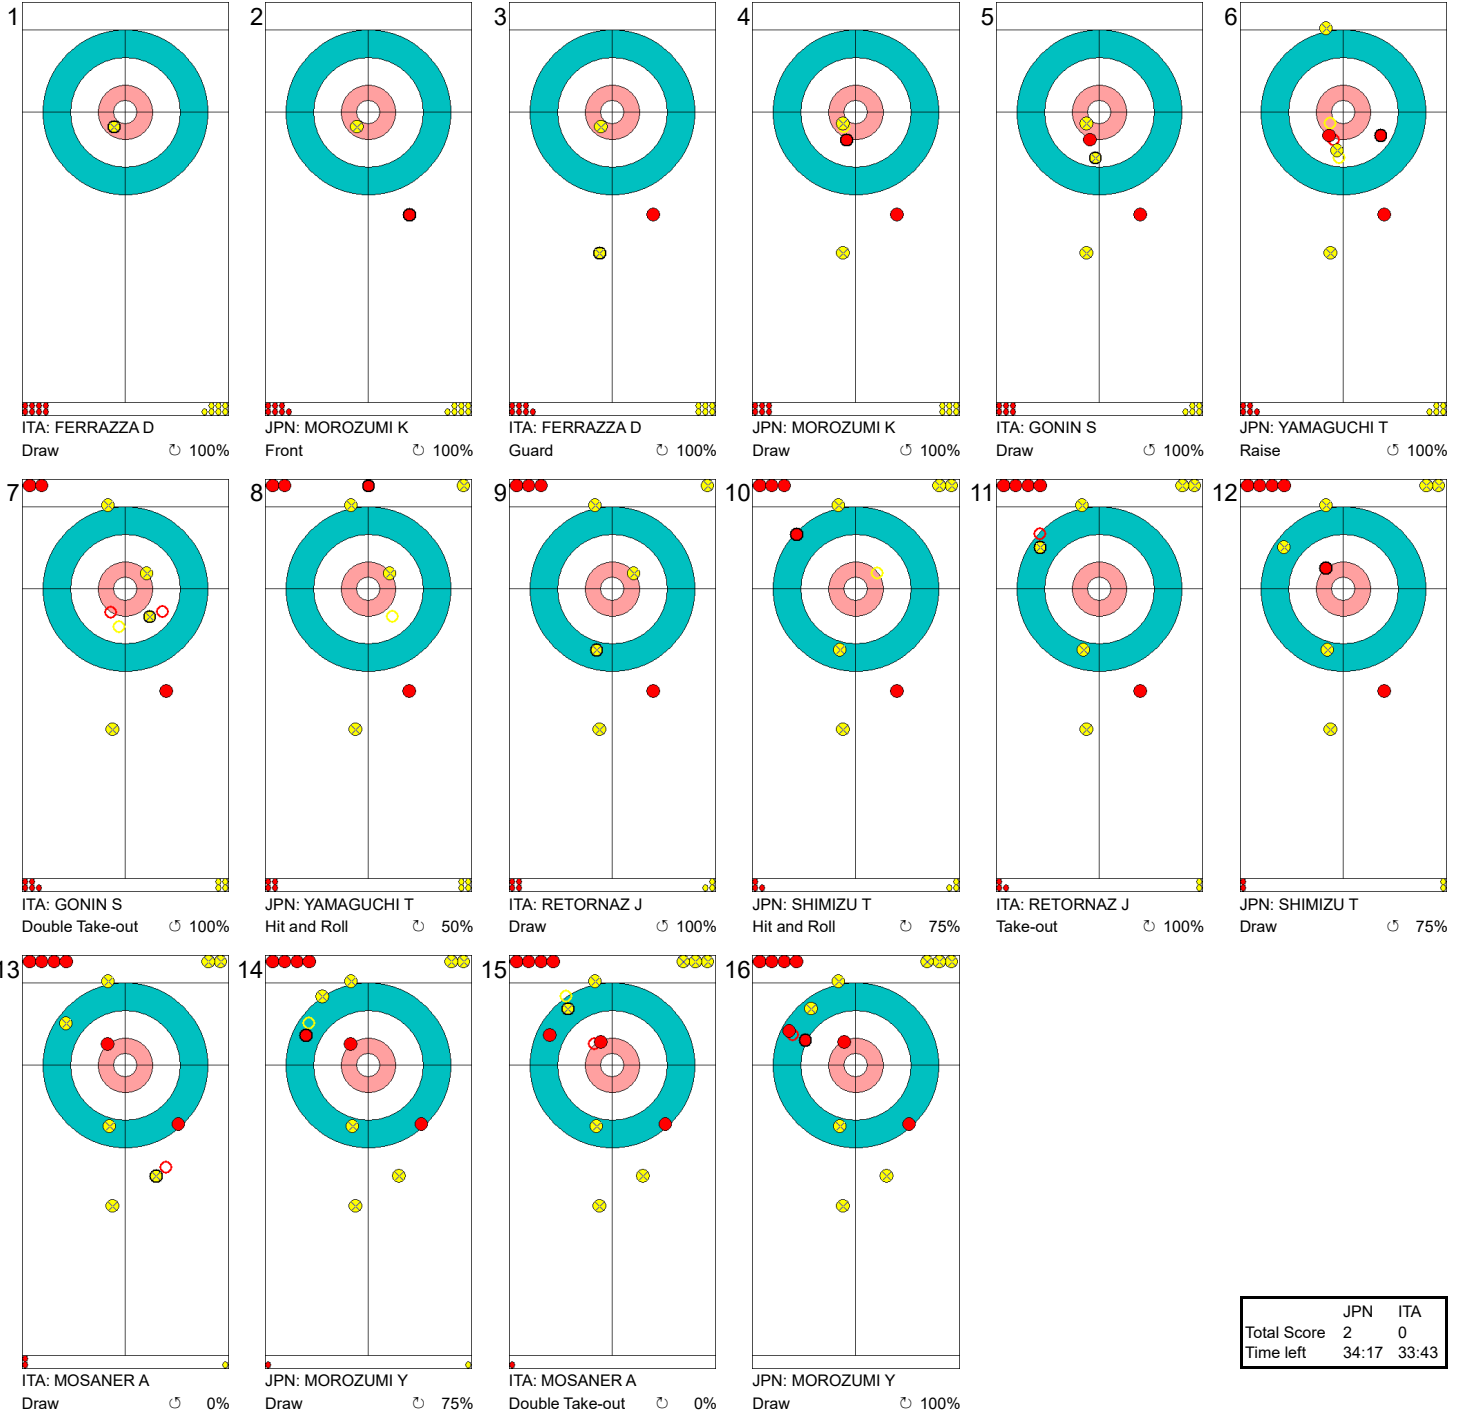 1
ITA: FERRAZZA D
Draw ↻ 100%
2
JPN: MOROZUMI K
Front ↻ 100%
3
ITA: FERRAZZA D
Guard ↻ 100%
4
JPN: MOROZUMI K
Draw ↻ 100%
5
ITA: GONIN S
Draw ↻ 100%
6
JPN: YAMAGUCHI T
Raise ↻ 100%
7
ITA: GONIN S
Double Take-out ↺ 100%
8
JPN: YAMAGUCHI T
Hit and Roll ↻ 50%
9
ITA: RETORNAZ J
Draw ↺ 100%
10
JPN: SHIMIZU T
Hit and Roll ↻ 75%
11
ITA: RETORNAZ J
Take-out ↺ 100%
12
JPN: SHIMIZU T
Draw ↺ 75%
13
ITA: MOSANER A
Draw ↺ 0%
14
JPN: MOROZUMI Y
Draw ↻ 75%
15
ITA: MOSANER A
Double Take-out ↻ 0%
16
JPN: MOROZUMI Y
Draw ↻ 100%
JPN ITA
Total Score 2 0
Time left 34:17 33:43